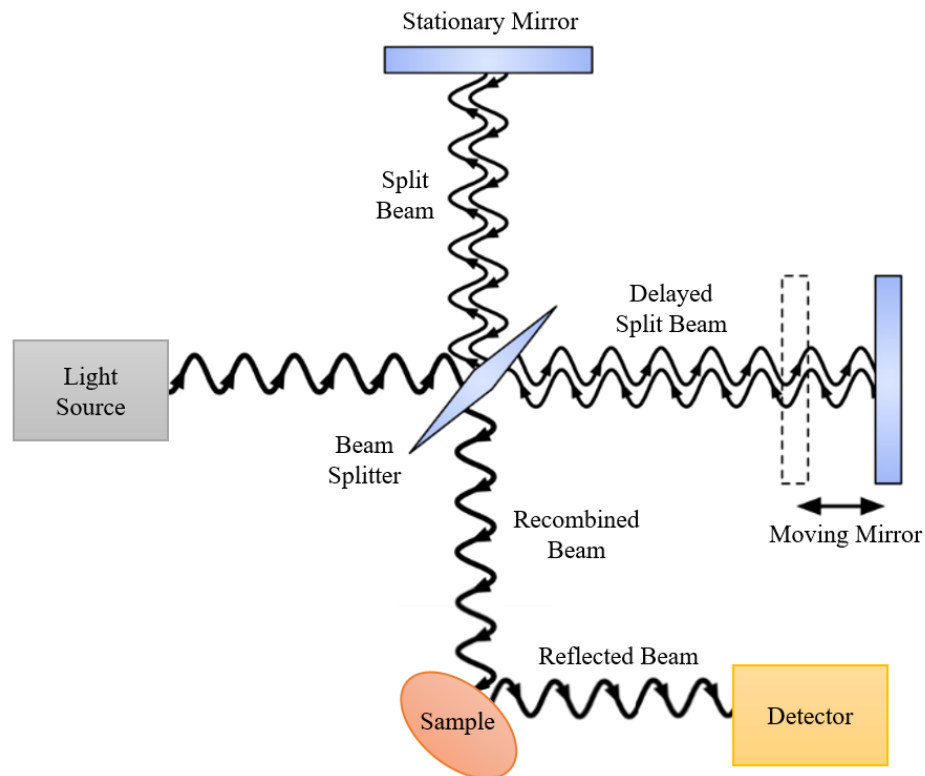 Stationary Mirror
Split
Beam
Delayed
Split Beam
Light
Source
Beam
Splitter
Recombined
Beam
Moving Mirror
Reflected Beam
Sample
Detector